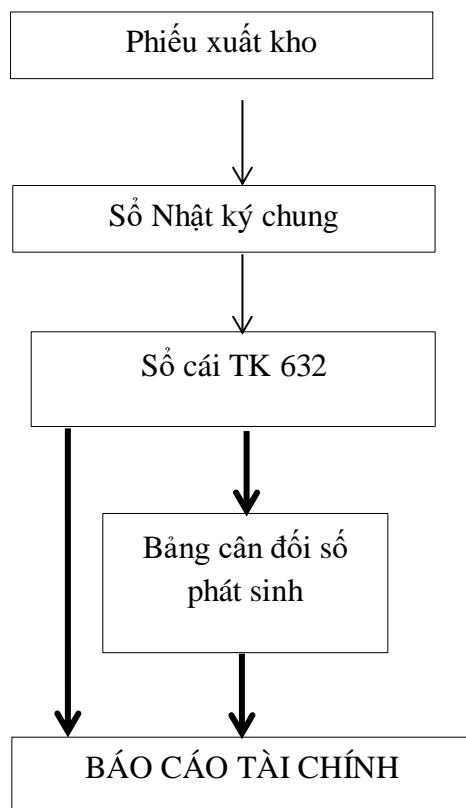 Phiếu xuất kho
Sổ Nhật ký chung
Sổ cái TK 632
Bảng cân đối số
phát sinh
BÁO CÁO TÀI CHÍNH